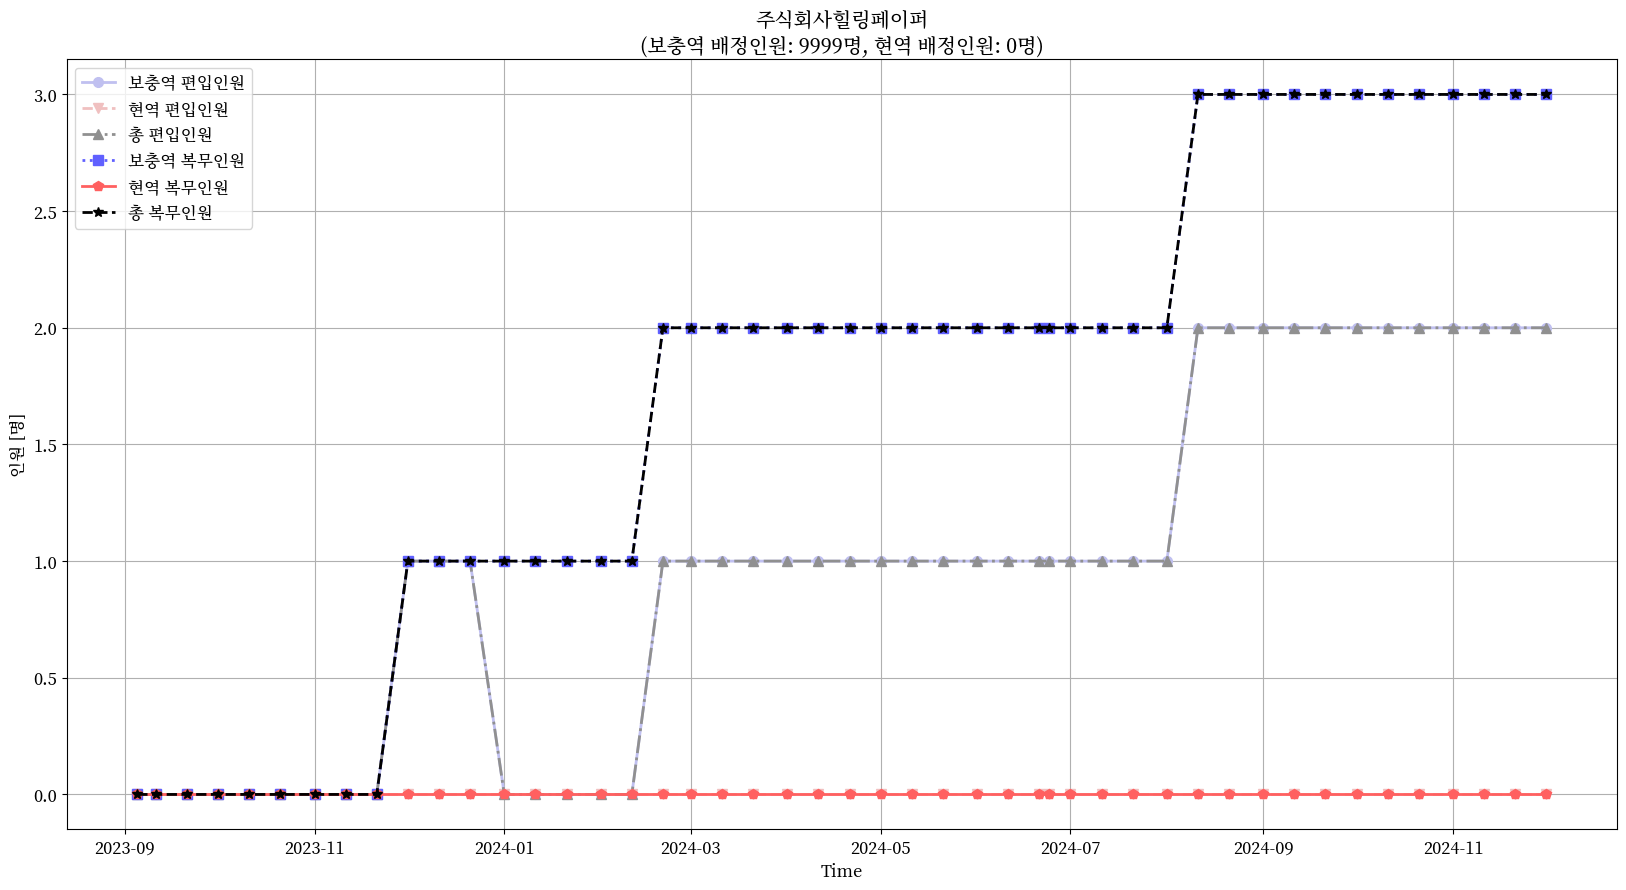 주식회사힐링페이퍼
(보충역 배정인원: 9999명, 현역 배정인원: 0명)
보충역 편입인원
현역 편입인원
총 편입인원
보충역 복무인원
현역 복무인원
총 복무인원
3.0
2.5
2.0
1.5
1.0
0.5
0.0
인원 [명]
2023-09
2023-11
2024-01
2024-03
2024-05
2024-07
2024-09
2024-11
Time